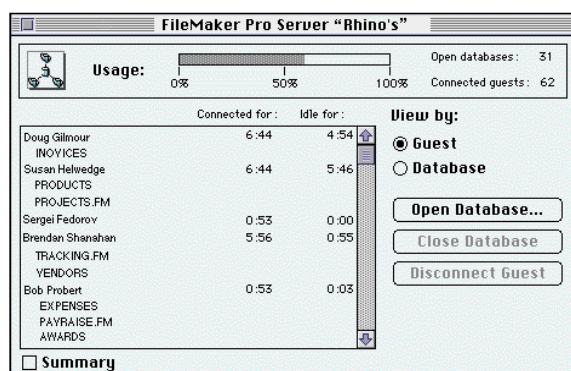 FileMaker Pro Server “Rhino's”
Usage:
0% 50% 100%
Open databases: 31
Connected guests: 62
Connected for: Idle for:
Doug Gilmour 6:44 4:54
INOYICES
Susan Helwedge 6:44 5:46
PRODUCTS
PROJECTS.FM
Sergei Fedorov 0:53 0:00
Brendan Shanahan 5:56 0:55
TRACKING.FM
VENDORS
Bob Probert 0:53 0:03
EXPENSES
PAYRAISE.FM
AWARDS
Summary
View by:
Guest
Database
Open Database...
Close Database
Disconnect Guest